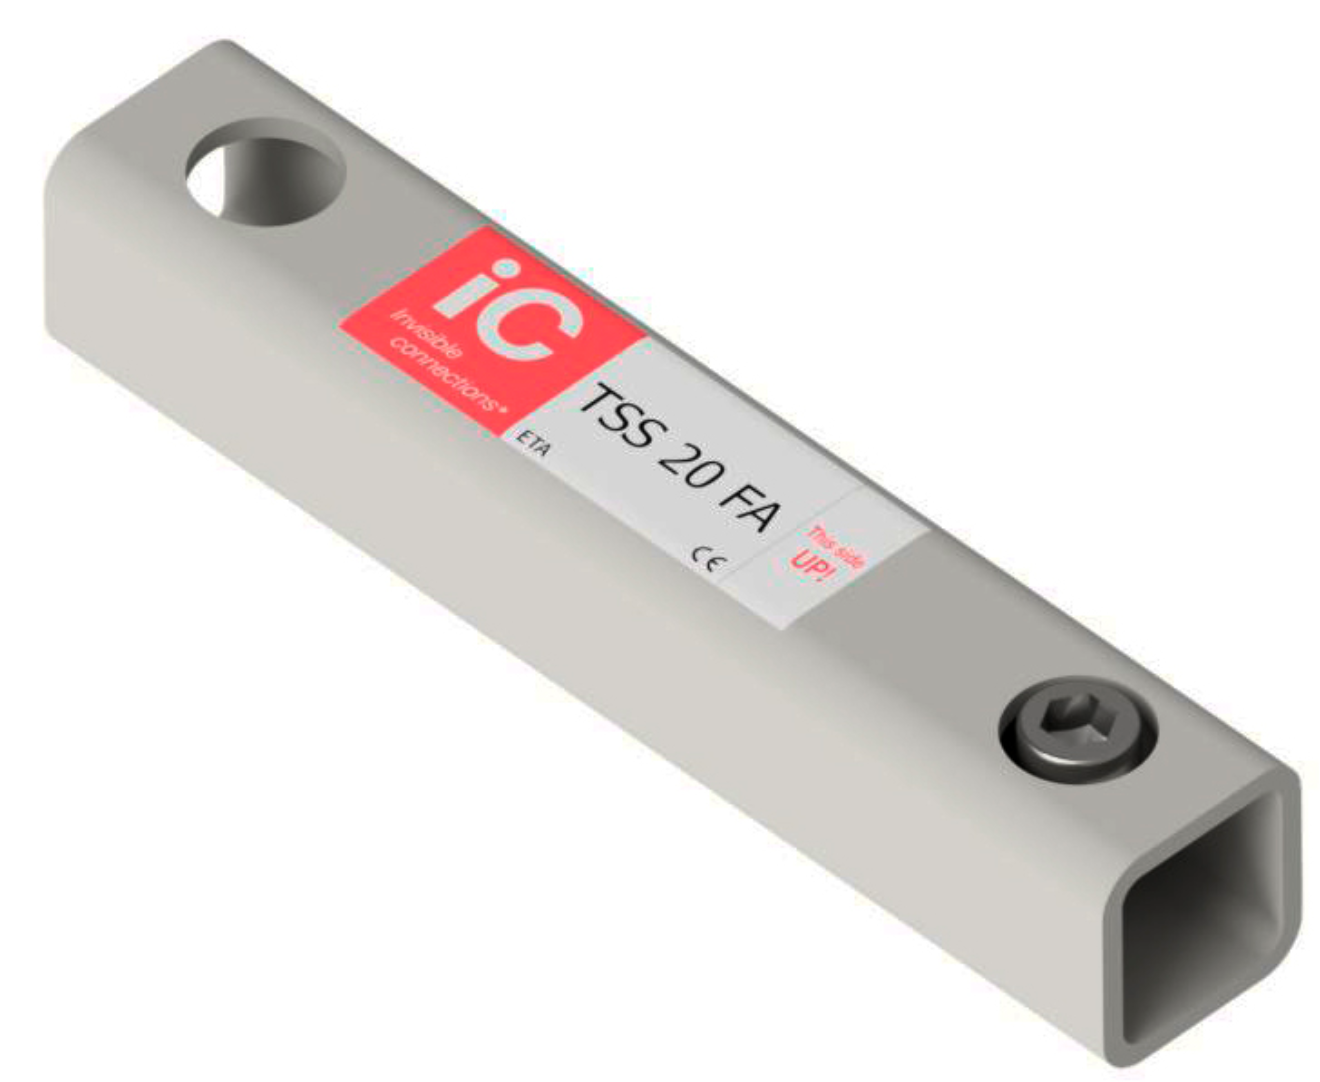 iC
Invisible
connections®
TSS 20 FA
ETA
CE
This side
UP!